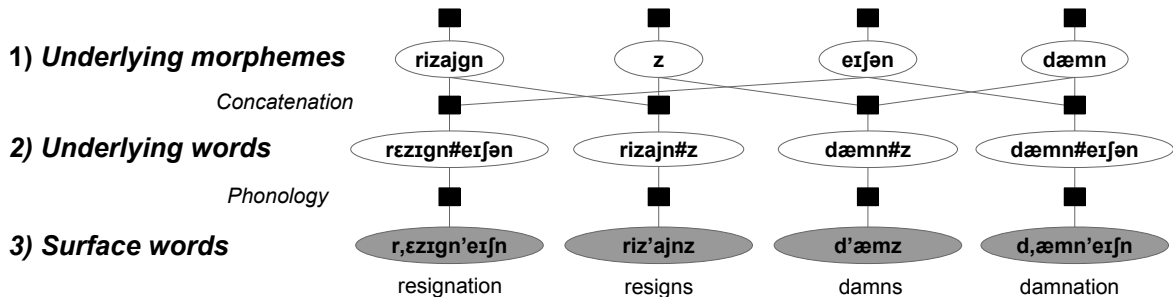 1) Underlying morphemes rizajgn z eɪʃən dæmn
Concatenation
2) Underlying words rɛzɪgn#eɪʃən rizajn#z dæmn#z dæmn#eɪʃən
Phonology
3) Surface words r,ɛzɪgn'eɪʃn riz'ajnz d'æmz d,æmn'eɪʃn
resignation resigns damns damnation